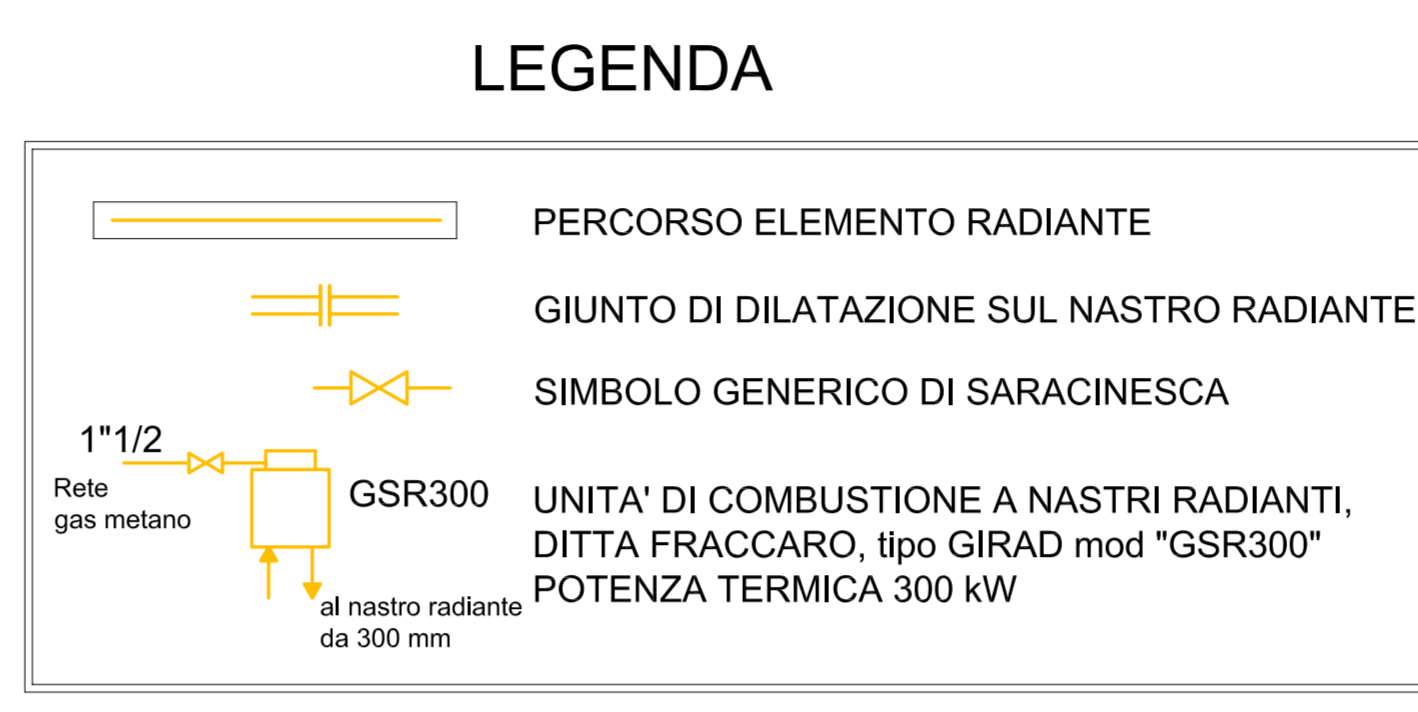 LEGENDA
PERCORSO ELEMENTO RADIANTE
GIUNTO DI DILATAZIONE SUL NASTRO RADIANTE
SIMBOLO GENERICO DI SARACINESCA
1"1/2
Rete
gas metano
GSR300
al nastro radiante
da 300 mm
UNITA' DI COMBUSTIONE A NASTRI RADIANTI,
DITTA FRACCARO, tipo GIRAD mod "GSR300"
POTENZA TERMICA 300 kW